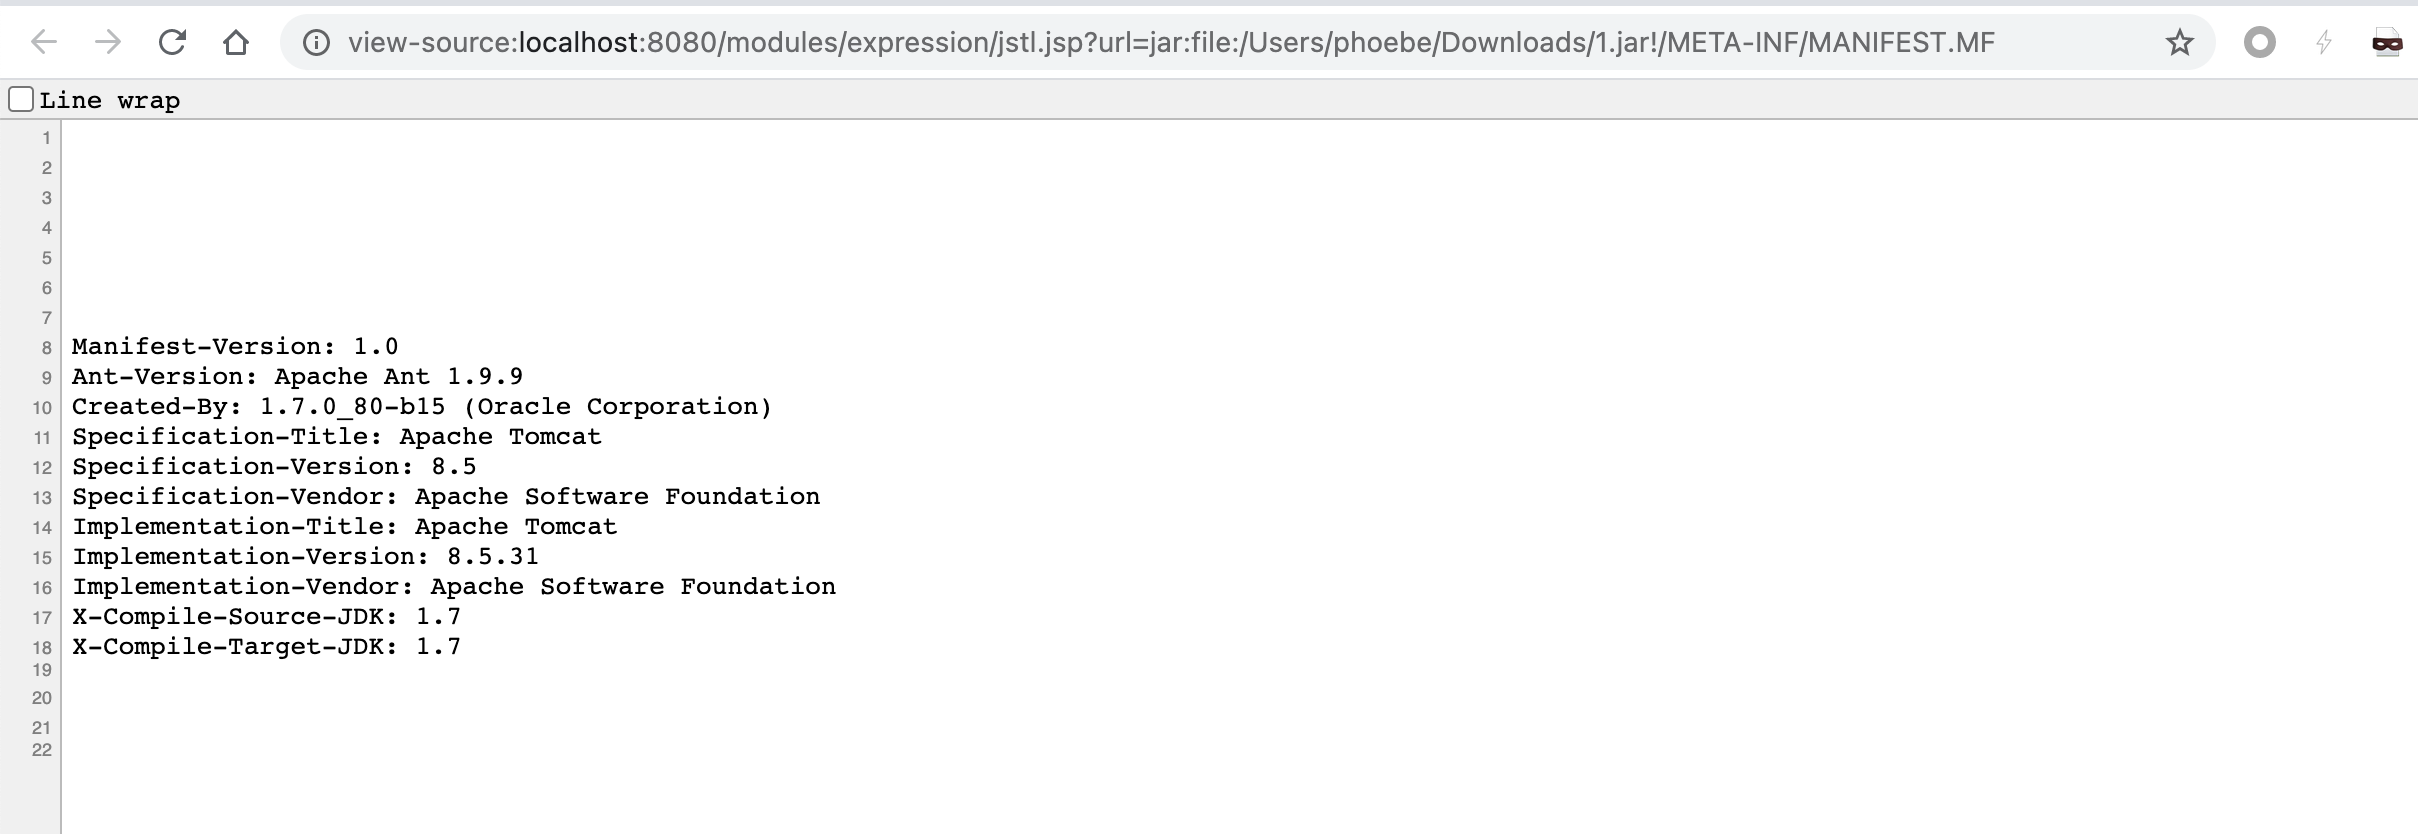 view-source:localhost:8080/modules/expression/jstl.jsp?url=jar:file:/Users/phoebe/Downloads/1.jar!/META-INF/MANIFEST.MF
Line wrap
1
2
3
4
5
6
7
8 Manifest-Version: 1.0
9 Ant-Version: Apache Ant 1.9.9
10 Created-By: 1.7.0_80-b15 (Oracle Corporation)
11 Specification-Title: Apache Tomcat
12 Specification-Version: 8.5
13 Specification-Vendor: Apache Software Foundation
14 Implementation-Title: Apache Tomcat
15 Implementation-Version: 8.5.31
16 Implementation-Vendor: Apache Software Foundation
17 X-Compile-Source-JDK: 1.7
18 X-Compile-Target-JDK: 1.7
19
20
21
22